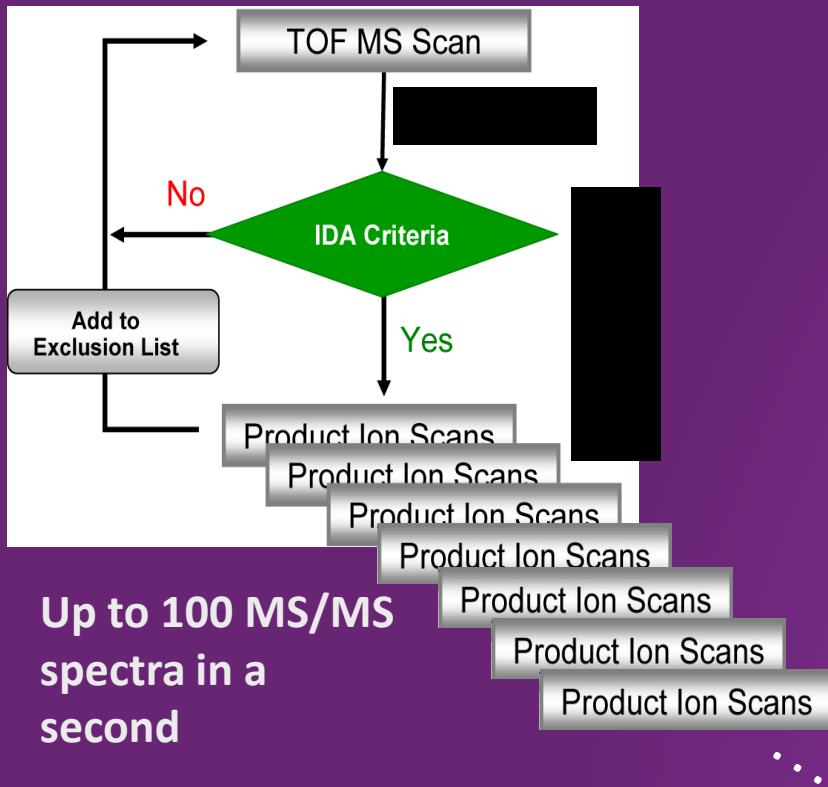 TOF MS Scan
No
IDA Criteria
Add to
Exclusion List
Yes
Product Ion Scans
Product Ion Scans
Product Ion Scans
Product Ion Scans
Product Ion Scans
Product Ion Scans
Product Ion Scans
Up to 100 MS/MS
spectra in a
second